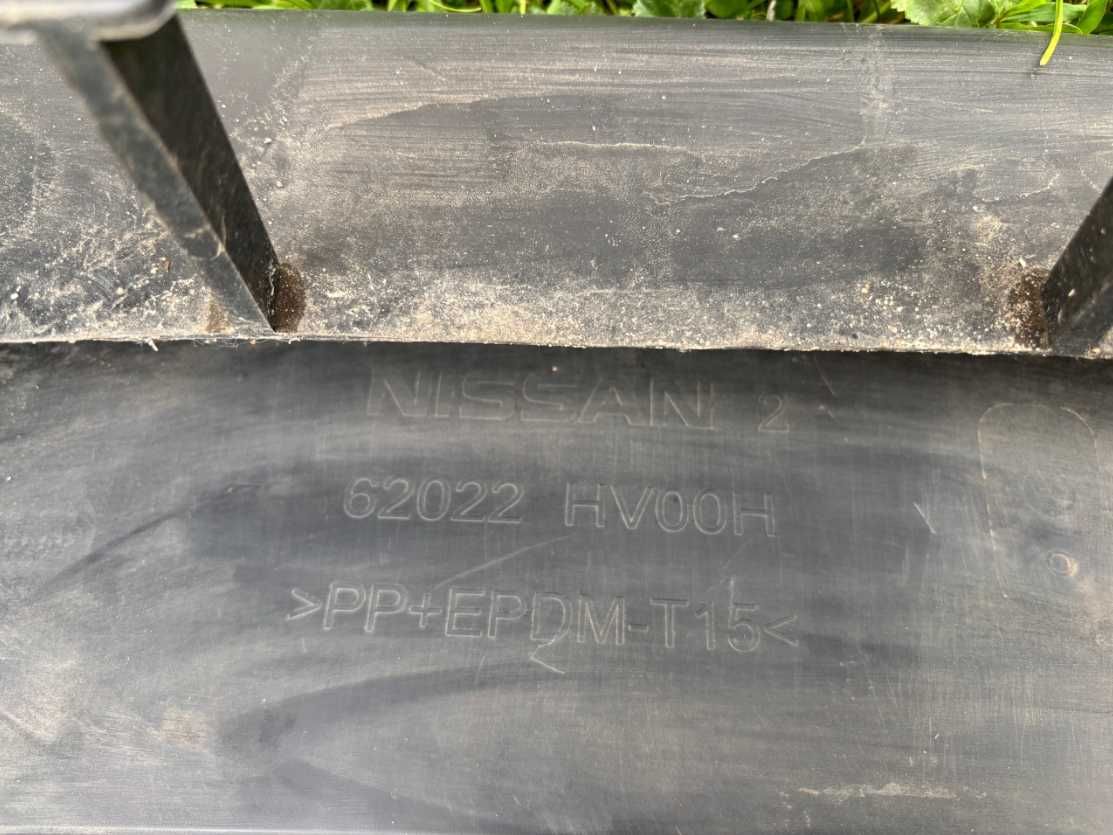 NISSAN 2
62022 HV00H
>PP+EPDM-T15<